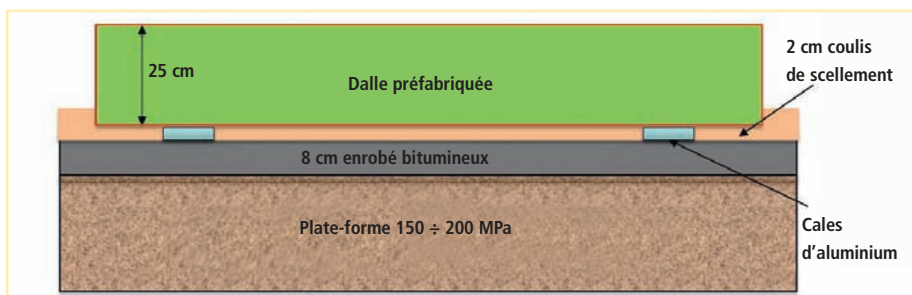 25 cm
Dalle préfabriquée
2 cm coulis
de scellement
8 cm enrobé bitumineux
Plate-forme 150 ÷ 200 MPa
Cales
d’aluminium